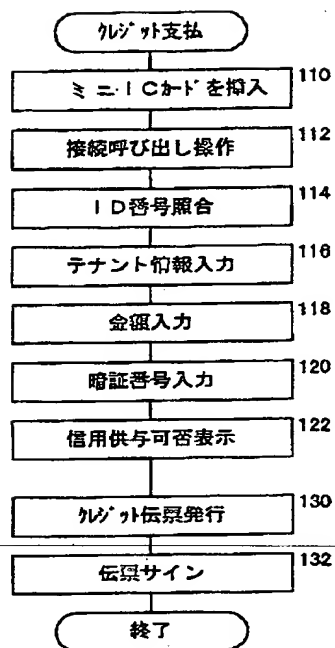 クレジット支払
ミニ・ICカードを挿入
110
接続呼び出し操作
112
ID番号照合
114
テナント情報入力
116
金額入力
118
暗証番号入力
120
信用供与可否表示
122
クレジット伝票発行
130
伝票サイン
132
終了